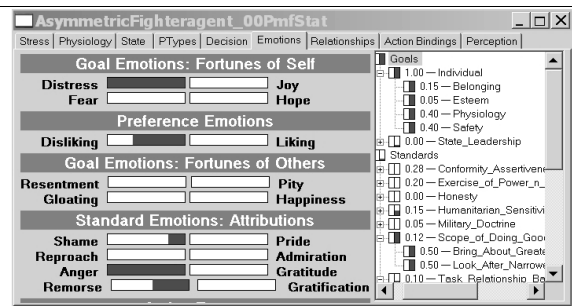 AsymmetricFighteragent_00PmfStat
Stress Physiology State PTypes Decision Emotions Relationships Action Bindings Perception
Goal Emotions: Fortunes of Self
Distress Joy
Fear Hope
Preference Emotions
Disliking Liking
Goal Emotions: Fortunes of Others
Resentment Pity
Gloating Happiness
Standard Emotions: Attributions
Shame Pride
Reproach Admiration
Anger Gratitude
Remorse Gratification
Goals
1.00 — Individual
0.15 — Belonging
0.05 — Esteem
0.40 — Physiology
0.40 — Safety
0.00 — State_Leadership
Standards
0.28 — Conformity_Assertivene
0.20 — Exercise_of_Power_n_
0.00 — Honesty
0.15 — Humanitarian_Sensitivi
0.05 — Military_Doctrine
0.12 — Scope_of_Doing_Goo
0.50 — Bring_About_Greate
0.50 — Look_After_Narrowe
0.10 — Task_Relationship_Ba